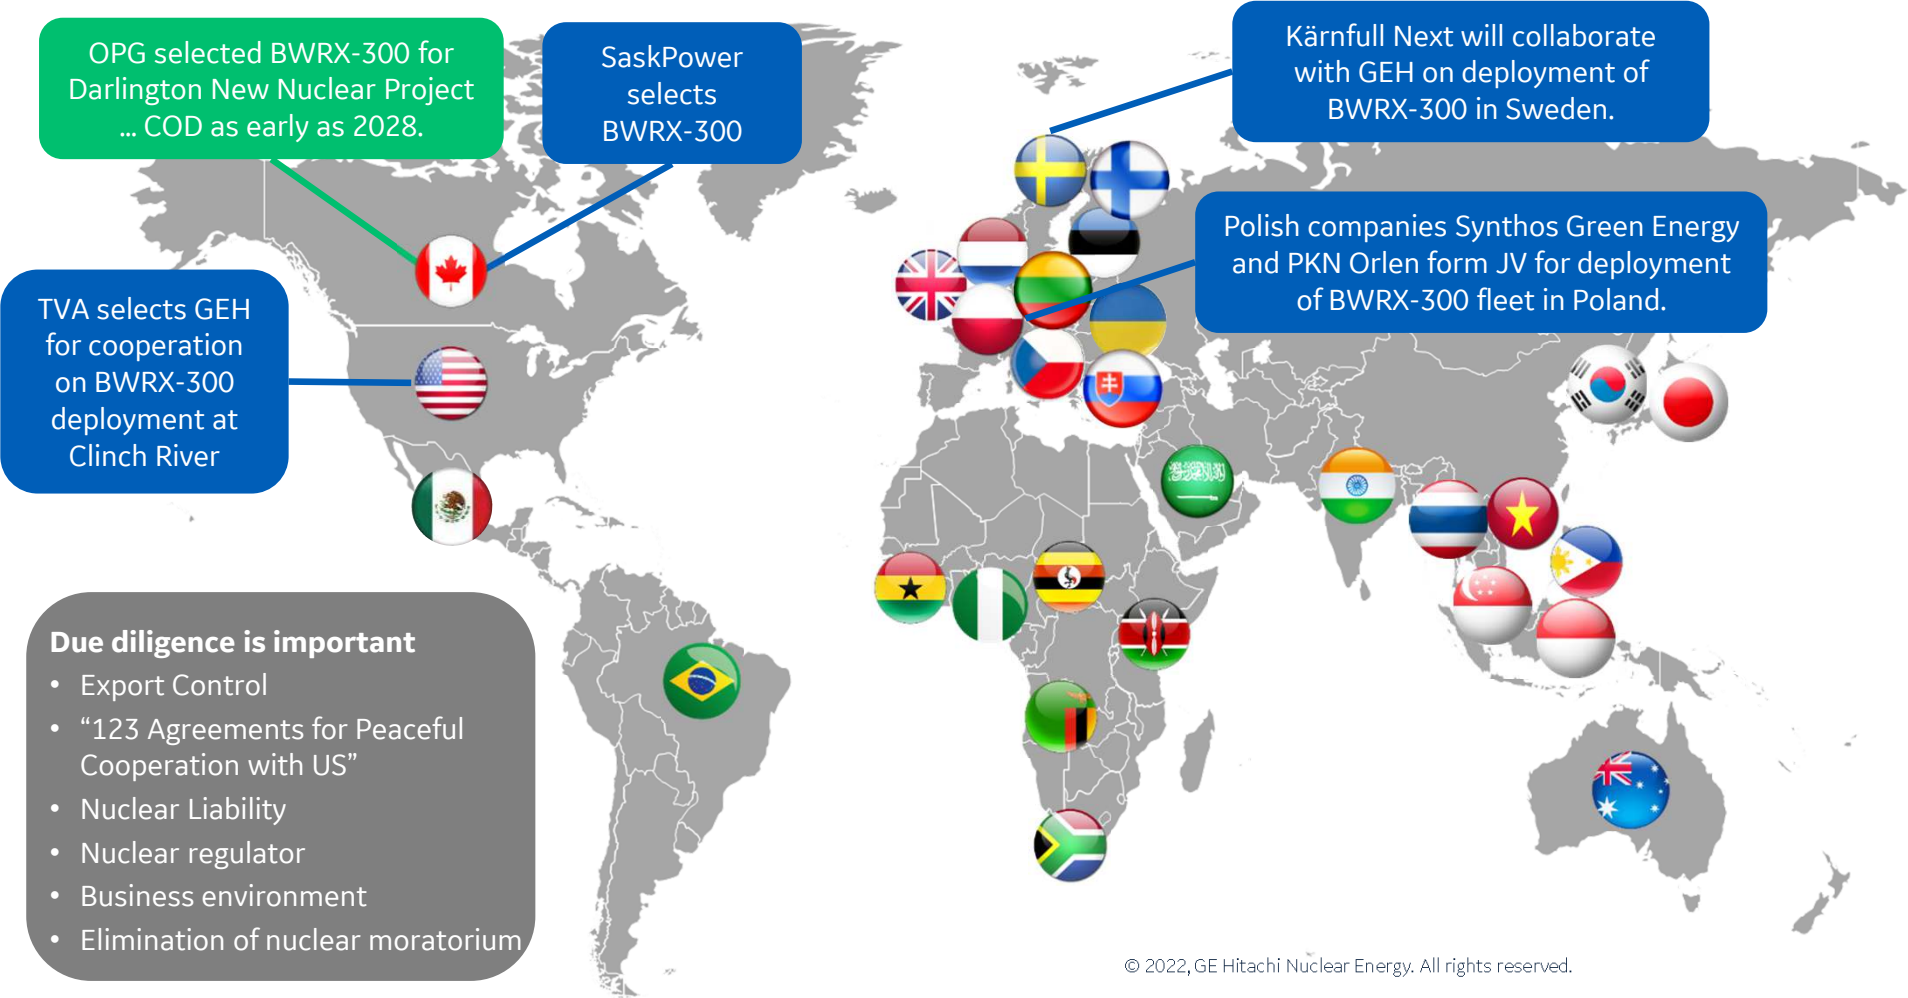 OPG selected BWRX-300 for
Darlington New Nuclear Project
... COD as early as 2028.
SaskPower
selects
BWRX-300
Kärnfull Next will collaborate
with GEH on deployment of
BWRX-300 in Sweden.
Polish companies Synthos Green Energy
and PKN Orlen form JV for deployment
of BWRX-300 fleet in Poland.
TVA selects GEH
for cooperation
on BWRX-300
deployment at
Clinch River
Due diligence is important
• Export Control
• “123 Agreements for Peaceful
Cooperation with US”
• Nuclear Liability
• Nuclear regulator
• Business environment
• Elimination of nuclear moratorium
© 2022, GE Hitachi Nuclear Energy. All rights reserved.